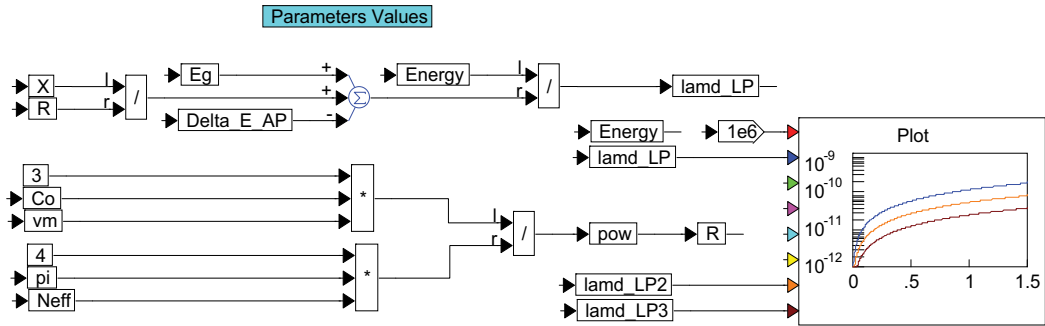 Parameters Values
X
l
R
r
/
Eg
+
+
Σ
Delta_E_AP
-
Energy
l
r
/
lamd_LP
Energy
1e6
lamd_LP
Plot
10-9
10-10
10-11
10-12
0
.5
1
1.5
3
Co
vm
*
4
pi
Neff
*
l
r
/
pow
R
lamd_LP2
lamd_LP3